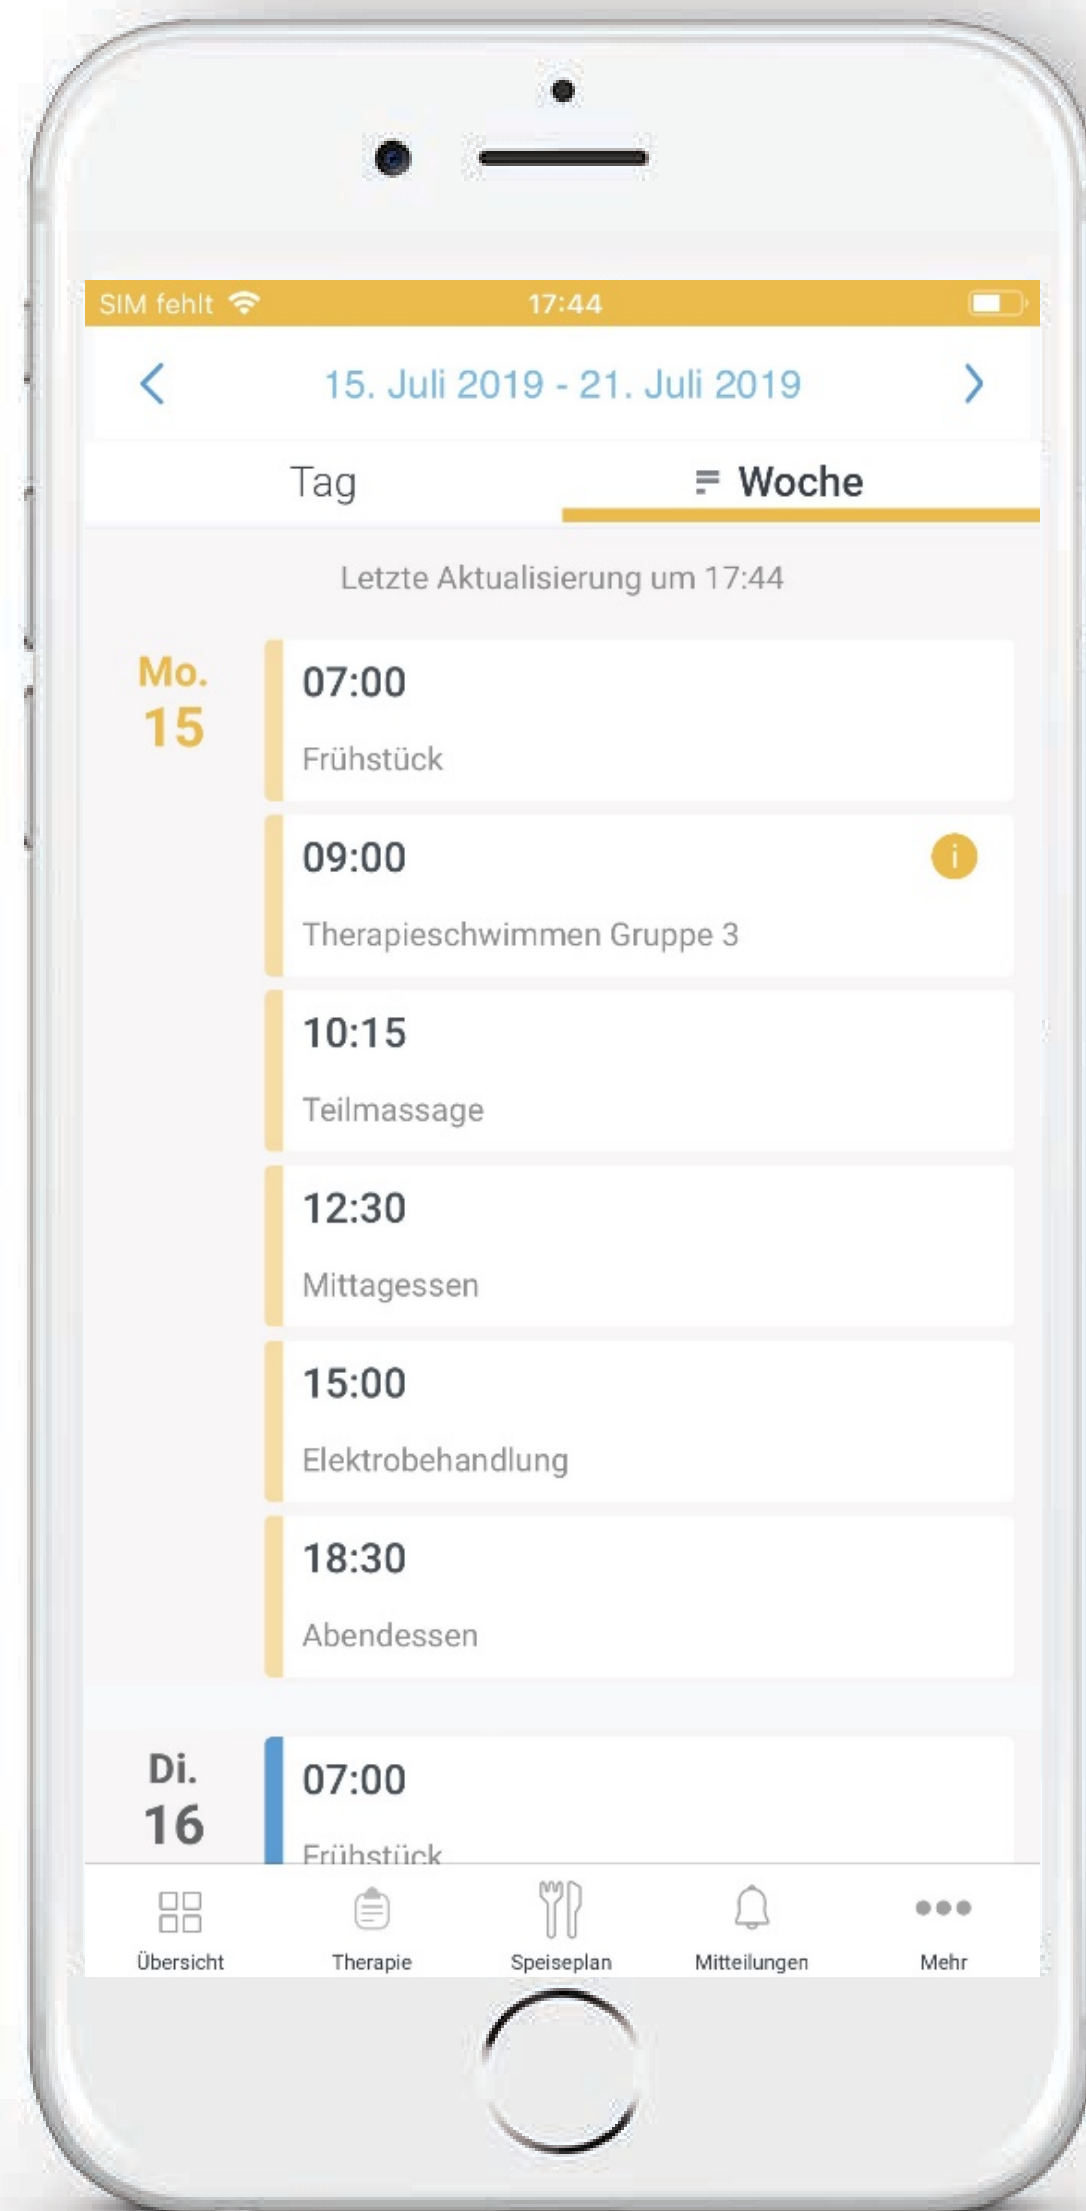 SIM fehlt 17:44
15. Juli 2019 - 21. Juli 2019
Tag Woche
Letzte Aktualisierung um 17:44
Mo.
15
07:00
Frühstück
09:00 i
Therapieschwimmen Gruppe 3
10:15
Teilmassage
12:30
Mittagessen
15:00
Elektrobehandlung
18:30
Abendessen
Di.
16
07:00
Frühstück
Übersicht Therapie Speiseplan Mitteilungen Mehr